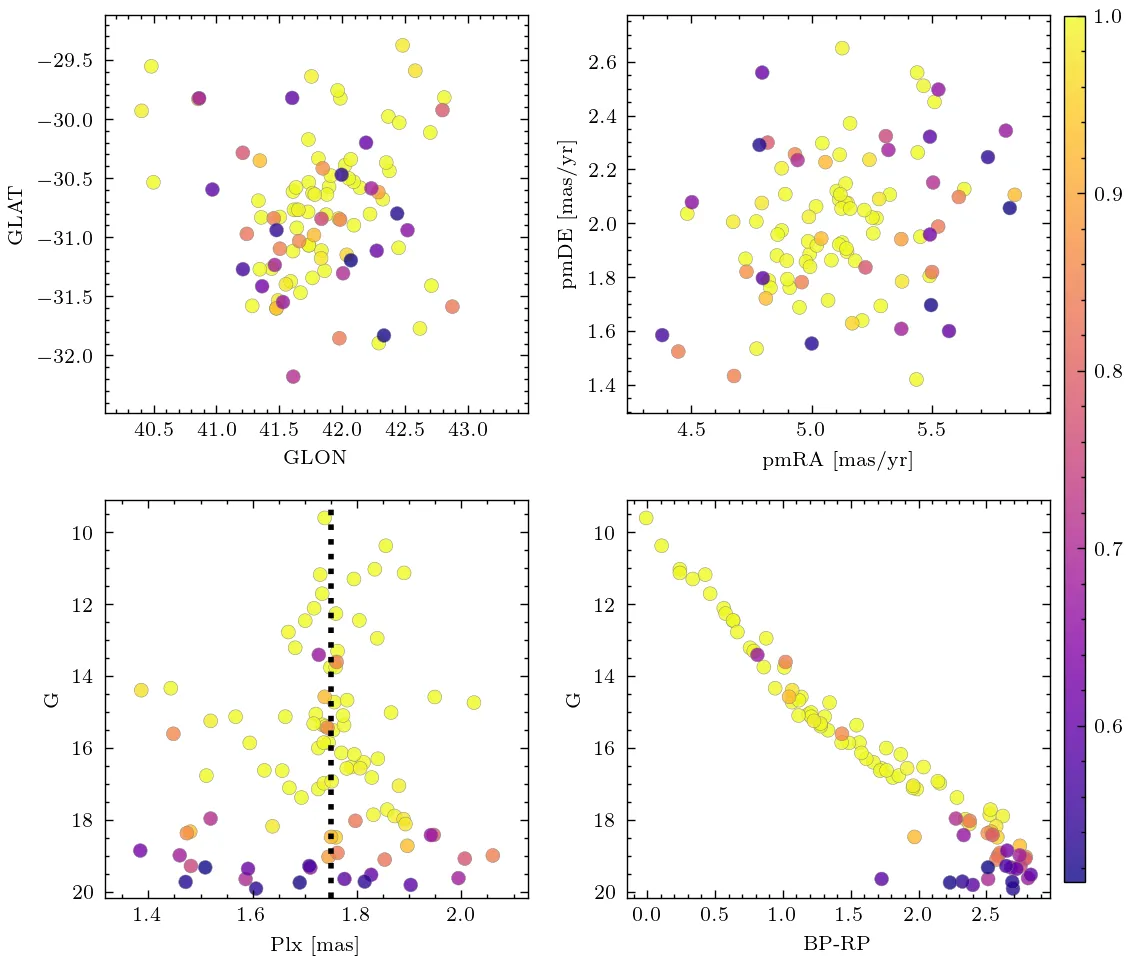 −29.5
−30.0
−30.5
−31.0
−31.5
−32.0
GLAT
40.5 41.0 41.5 42.0 42.5 43.0
GLON
2.6
2.4
2.2
2.0
1.8
1.6
1.4
pmDE [mas/yr]
4.5 5.0 5.5
pmRA [mas/yr]
10
12
14
16
18
20
G
1.4 1.6 1.8 2.0
Plx [mas]
10
12
14
16
18
20
G
0.0 0.5 1.0 1.5 2.0 2.5
BP-RP
1.0
0.9
0.8
0.7
0.6